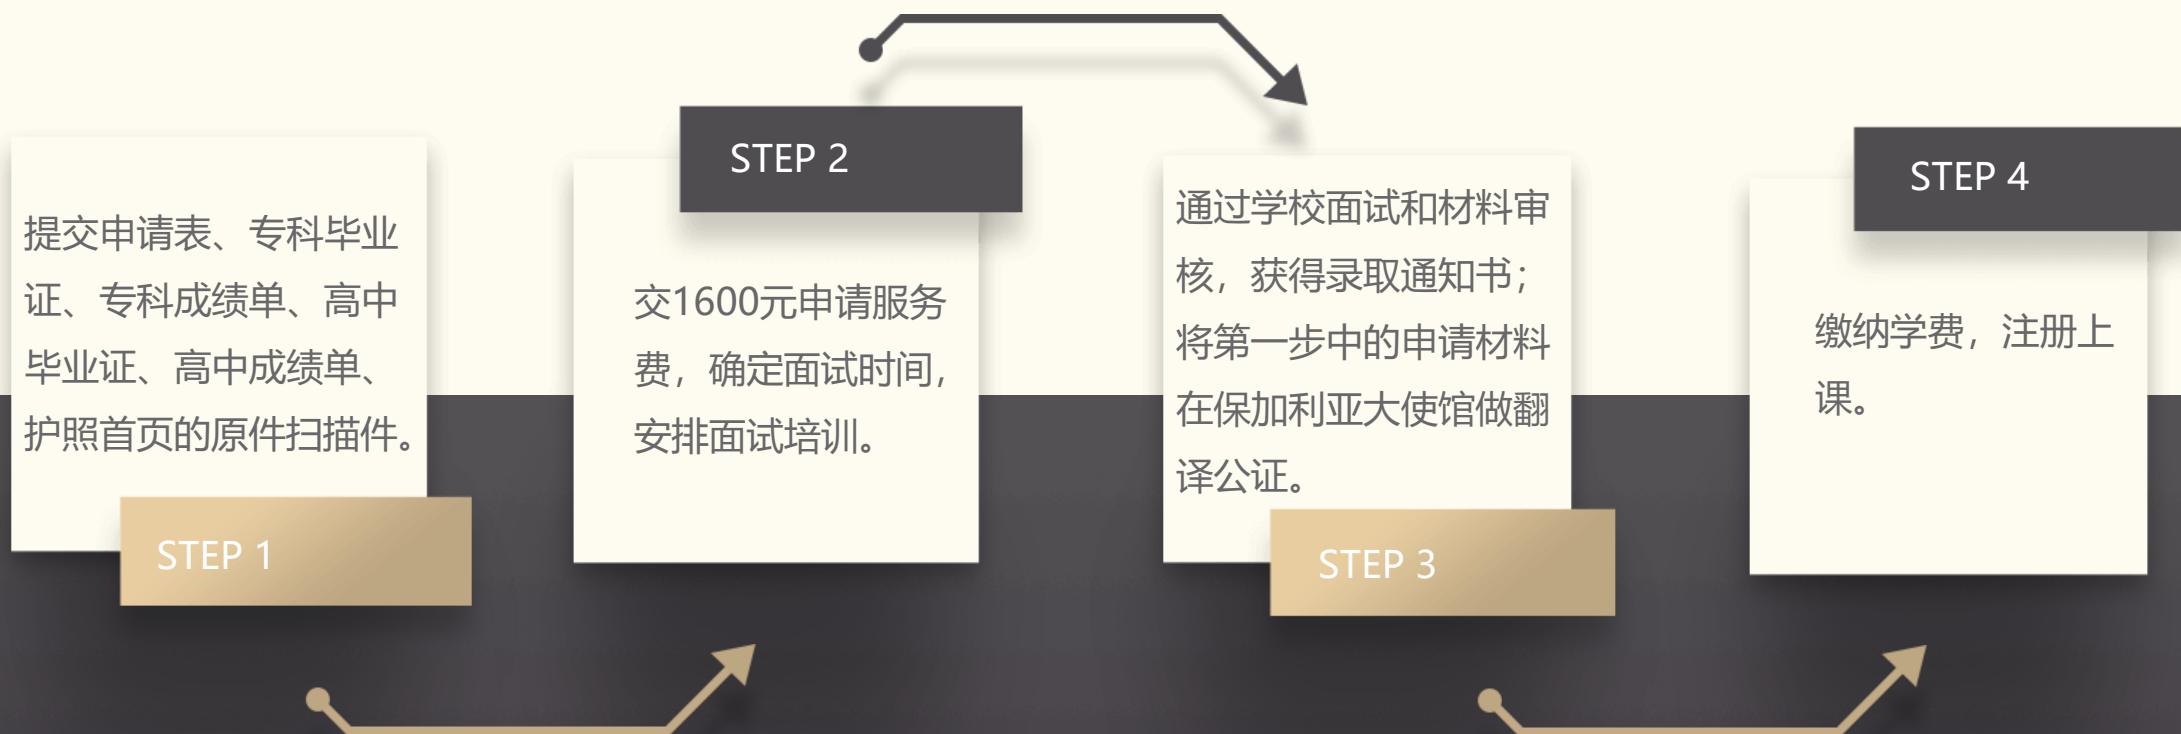 提交申请表、专科毕业
证、专科成绩单、高中
毕业证、高中成绩单、
护照首页的原件扫描件。
STEP 1
STEP 2
交1600元申请服务
费，确定面试时间，
安排面试培训。
通过学校面试和材料审
核，获得录取通知书；
将第一步中的申请材料
在保加利亚大使馆做翻
译公证。
STEP 3
STEP 4
缴纳学费，注册上
课。